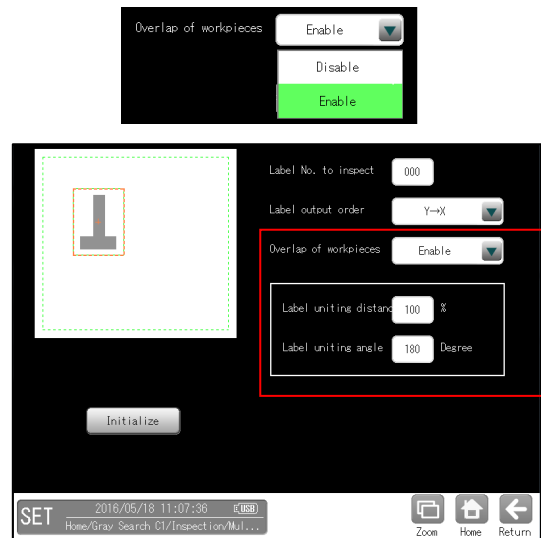 Overlap of workpieces Enable
Disable
Enable
Label No. to inspect 000
Label output order Y→X
Overlap of workpieces Enable
Label uniting distanc 100 %
Label uniting angle 180 Degree
Initialize
SET 2016/05/18 11:07:36 USB
Home/Gray Search C1/Inspection/Mul...
Zoom Home Return